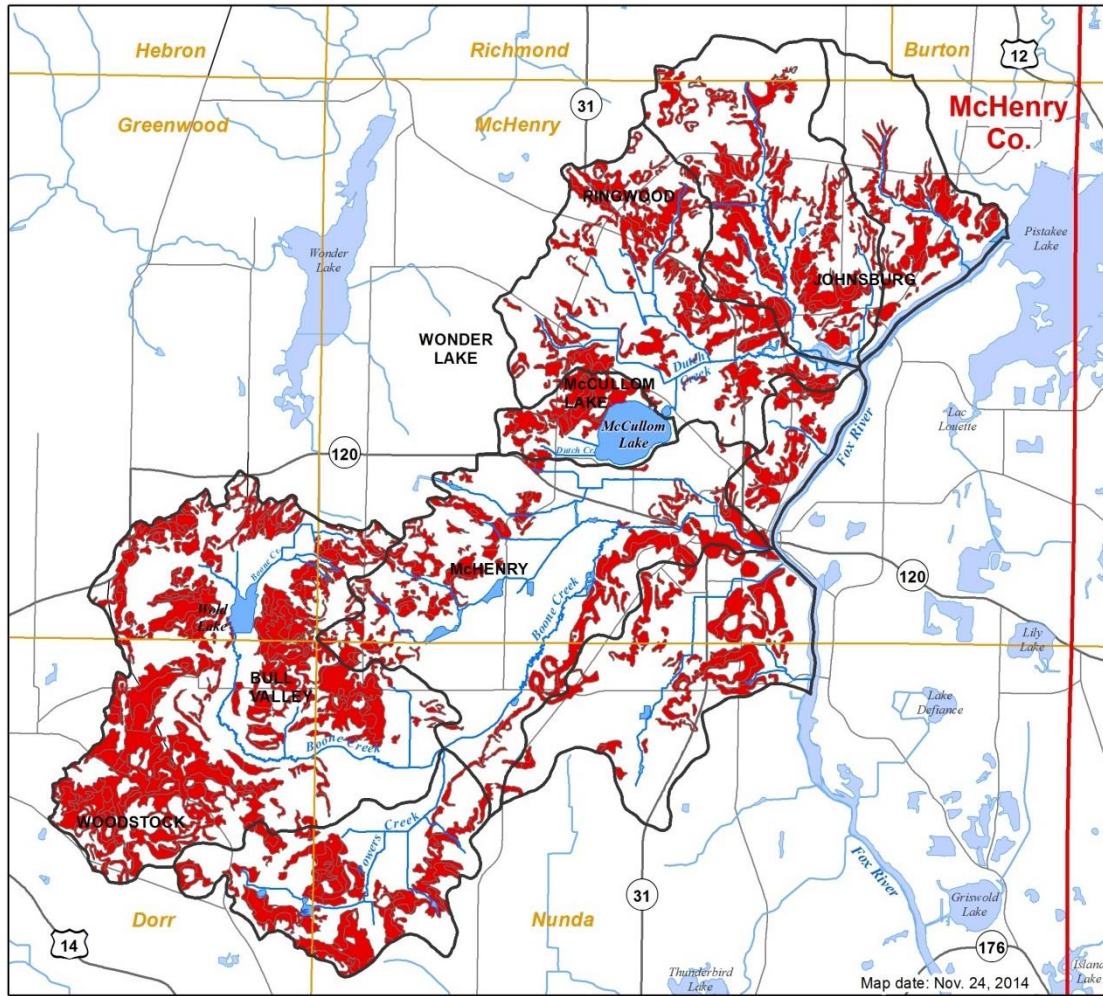 Hebron
Richmond
Burton
12
31
McHenry
Co.
Greenwood
McHenry
RINGWOOD
Pistakee
Lake
Wonder
Lake
JOHNSBURG
WONDER
LAKE
Dutch
Creek
McCULLOM
LAKE
McCullom
Lake
Lac
Louette
Fox River
Dutch Cr.
120
Boone Cr.
McHENRY
120
Wold
Lake
Boone Creek
Lily
Lake
BULL
VALLEY
Lake
Defiance
Boone Creek
WOODSTOCK
Powers Creek
Fox River
31
Griswold
Lake
Dorr
Nunda
14
176
Thunderbird
Lake
Island
Lake
Map date: Nov. 24, 2014